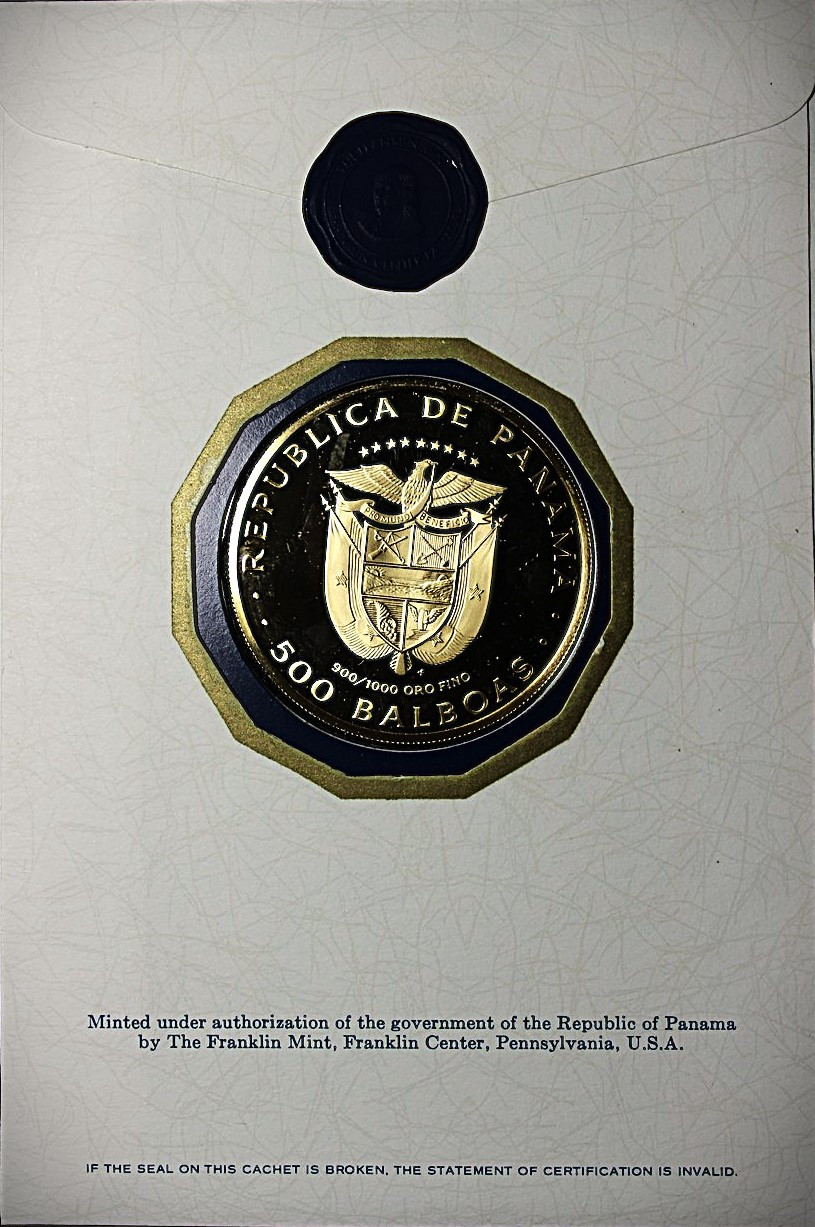 REPUBLICA DE PANAMA
PRO MUNDI BENEFICIO
900/1000 ORO FINO
500 BALBOAS
Minted under authorization of the government of the Republic of Panama
by The Franklin Mint, Franklin Center, Pennsylvania, U.S.A.
IF THE SEAL ON THIS CACHET IS BROKEN, THE STATEMENT OF CERTIFICATION IS INVALID.